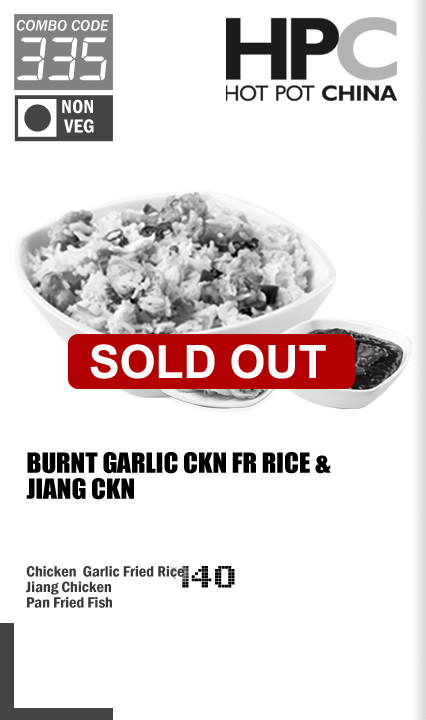 COMBO CODE
335
NON
VEG
HPC
HOT POT CHINA
SOLD OUT
BURNT GARLIC CKN FR RICE &
JIANG CKN
Chicken Garlic Fried Rice
140
Jiang Chicken
Pan Fried Fish